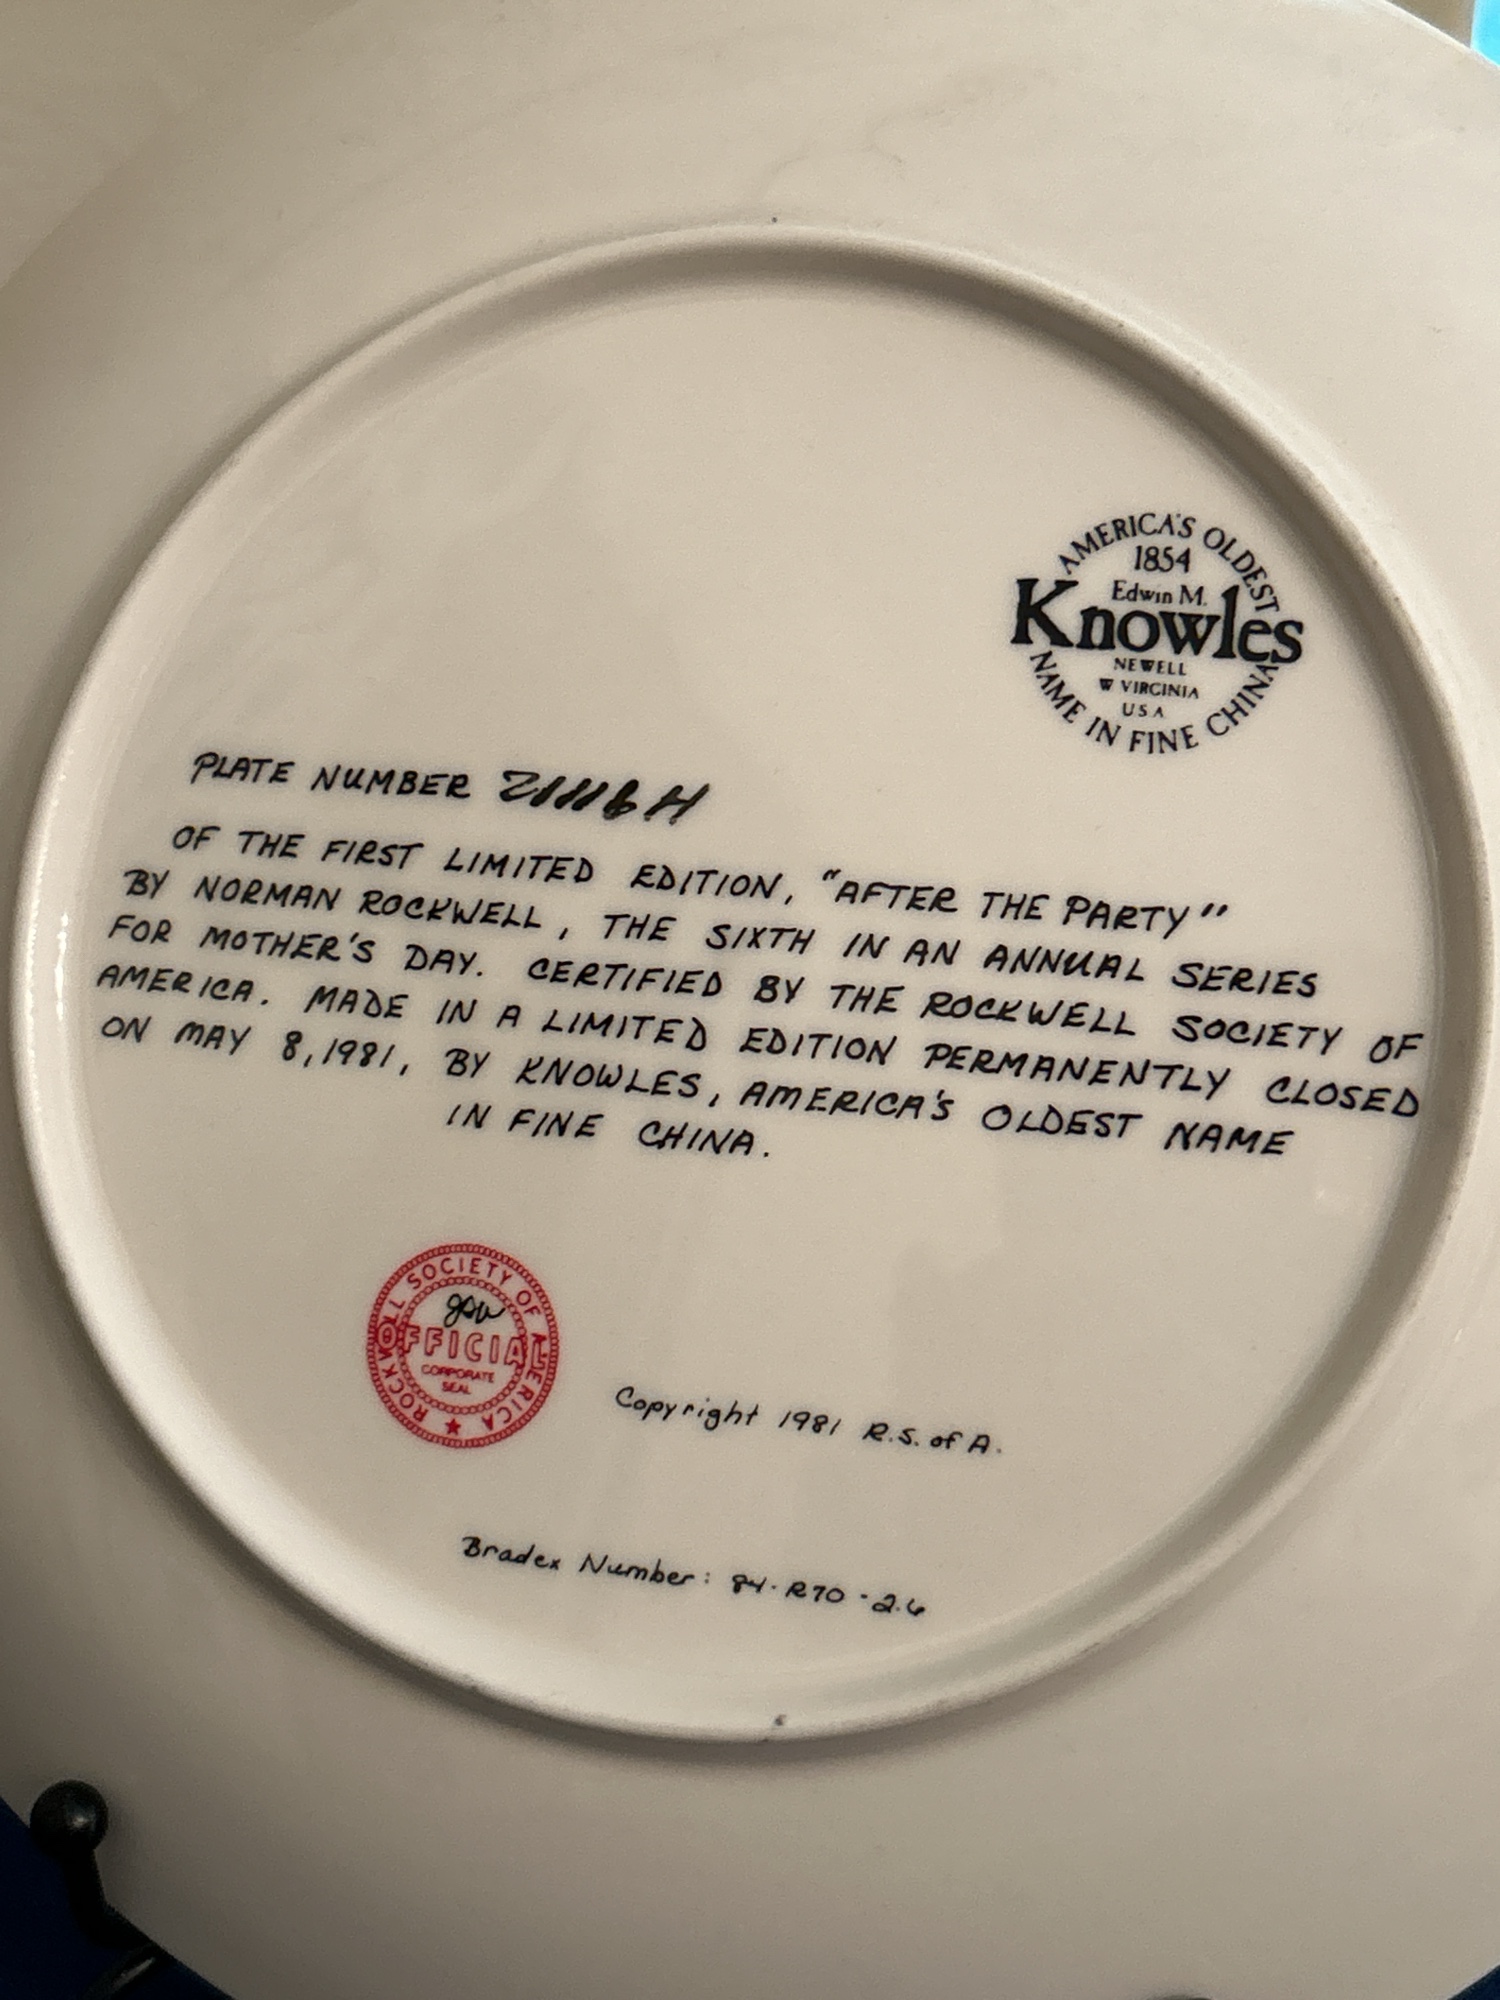 AMERICA'S OLDEST
1854
Edwin M.
Knowles
NEWELL
W VIRGINIA
USA
NAME IN FINE CHINA
PLATE NUMBER
OF THE FIRST LIMITED EDITION, "AFTER THE PARTY"
BY NORMAN ROCKWELL, THE SIXTH IN AN ANNUAL SERIES
FOR MOTHER'S DAY. CERTIFIED BY THE ROCKWELL SOCIETY OF
AMERICA. MADE IN A LIMITED EDITION PERMANENTLY CLOSED
ON MAY 8, 1981, BY KNOWLES, AMERICA'S OLDEST NAME
IN FINE CHINA.
ROCKWELL SOCIETY OF AMERICA
OFFICIAL
CORPORATE
SEAL
Copyright 1981 R.S. of A.
Bradex Number: 84-R70-2.6